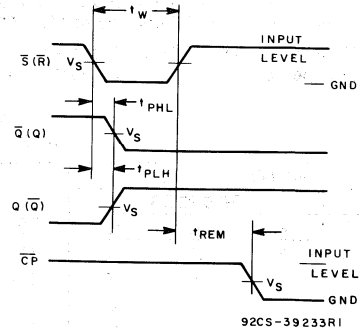 tW
S̅ (R̅)
VS
INPUT
LEVEL
GND
tPHL
Q̅ (Q)
VS
tPLH
Q (Q̅)
VS
tREM
C̅P̅
INPUT
LEVEL
VS
GND
92CS-39233R1